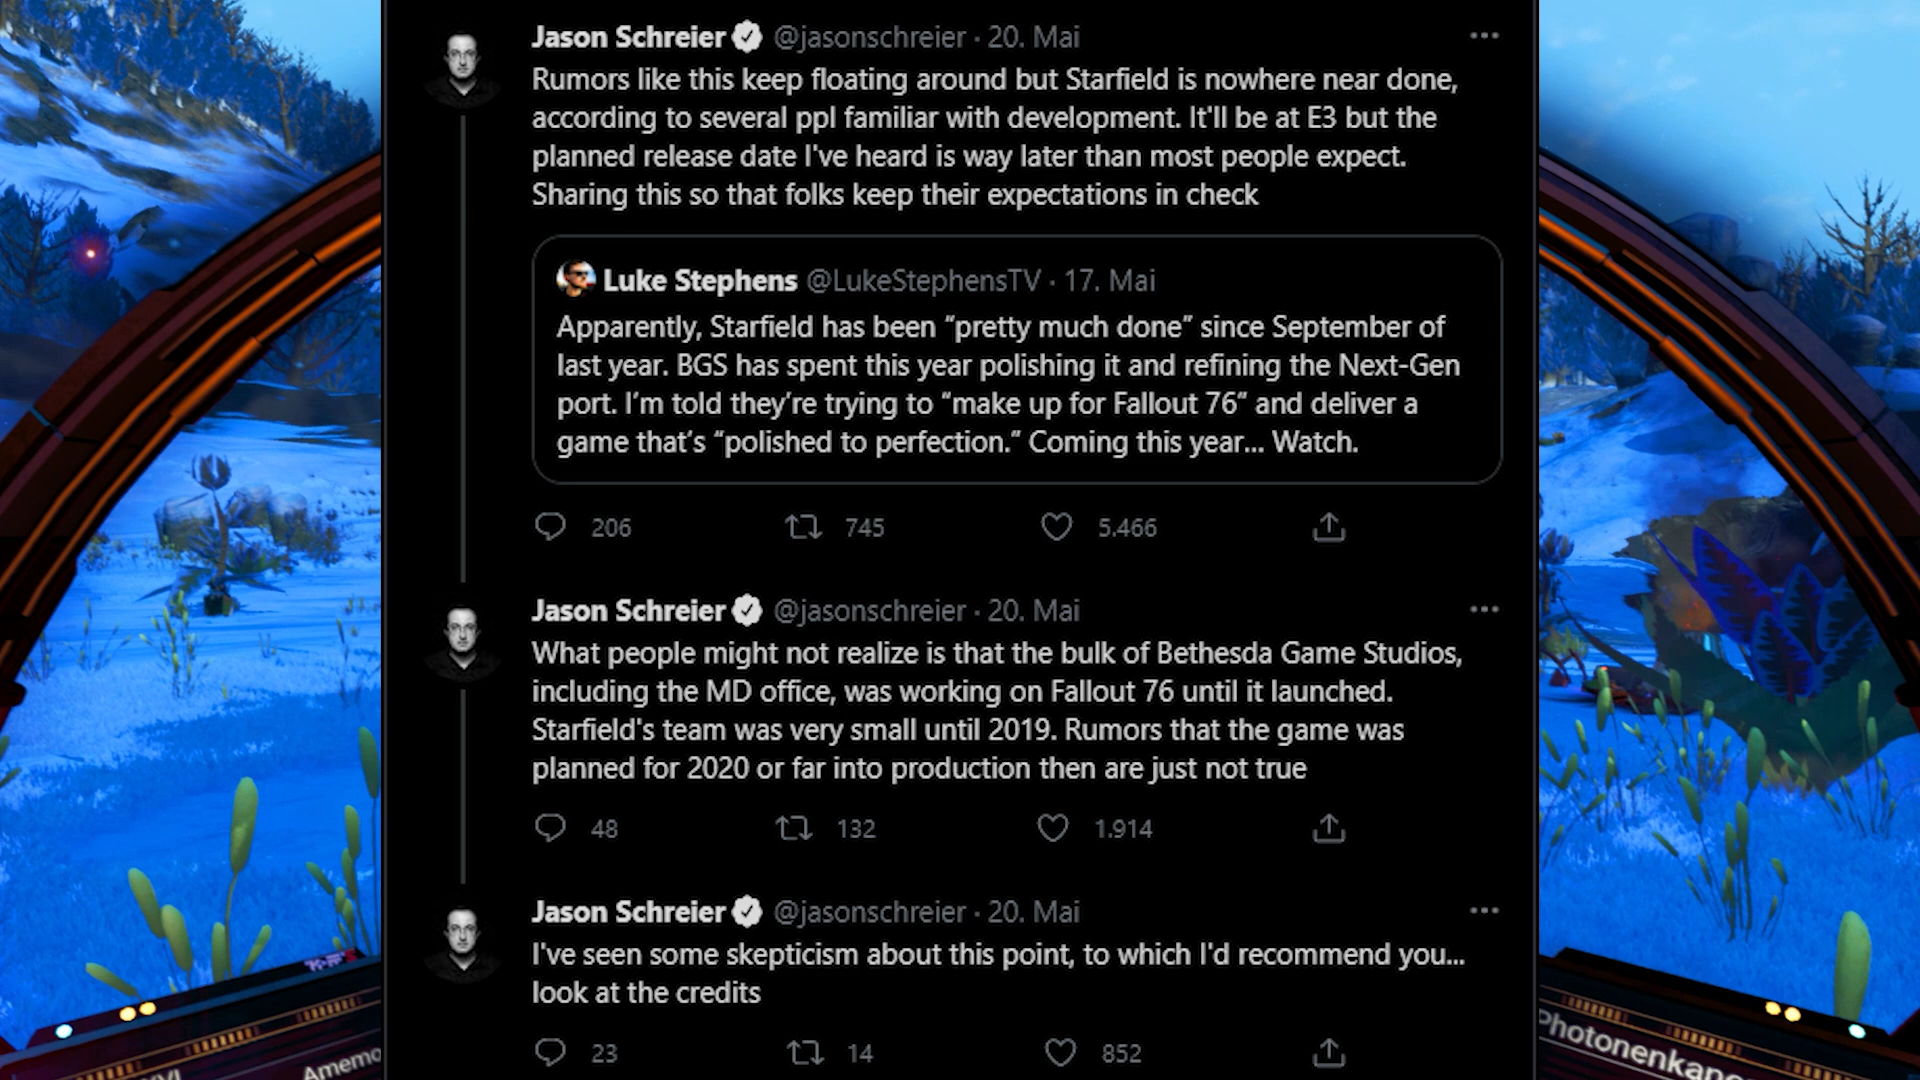 Jason Schreier @jasonschreier · 20. Mai
Rumors like this keep floating around but Starfield is nowhere near done,
according to several ppl familiar with development. It'll be at E3 but the
planned release date I've heard is way later than most people expect.
Sharing this so that folks keep their expectations in check
Luke Stephens @LukeStephensTV · 17. Mai
Apparently, Starfield has been “pretty much done” since September of
last year. BGS has spent this year polishing it and refining the Next-Gen
port. I’m told they’re trying to “make up for Fallout 76” and deliver a
game that’s “polished to perfection.” Coming this year... Watch.
206 745 5.466
Jason Schreier @jasonschreier · 20. Mai
What people might not realize is that the bulk of Bethesda Game Studios,
including the MD office, was working on Fallout 76 until it launched.
Starfield's team was very small until 2019. Rumors that the game was
planned for 2020 or far into production then are just not true
48 132 1.914
Jason Schreier @jasonschreier · 20. Mai
I've seen some skepticism about this point, to which I'd recommend you...
look at the credits
23 14 852